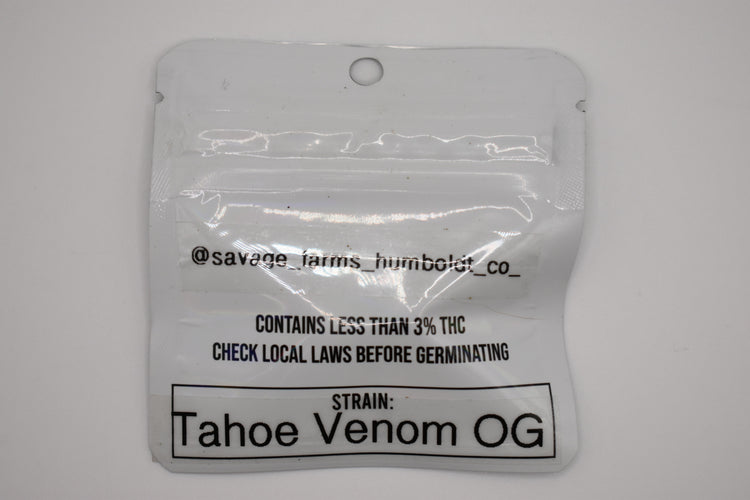 @savage_farms_humboldt_co_
CONTAINS LESS THAN 3% THC
CHECK LOCAL LAWS BEFORE GERMINATING
STRAIN:
Tahoe Venom OG